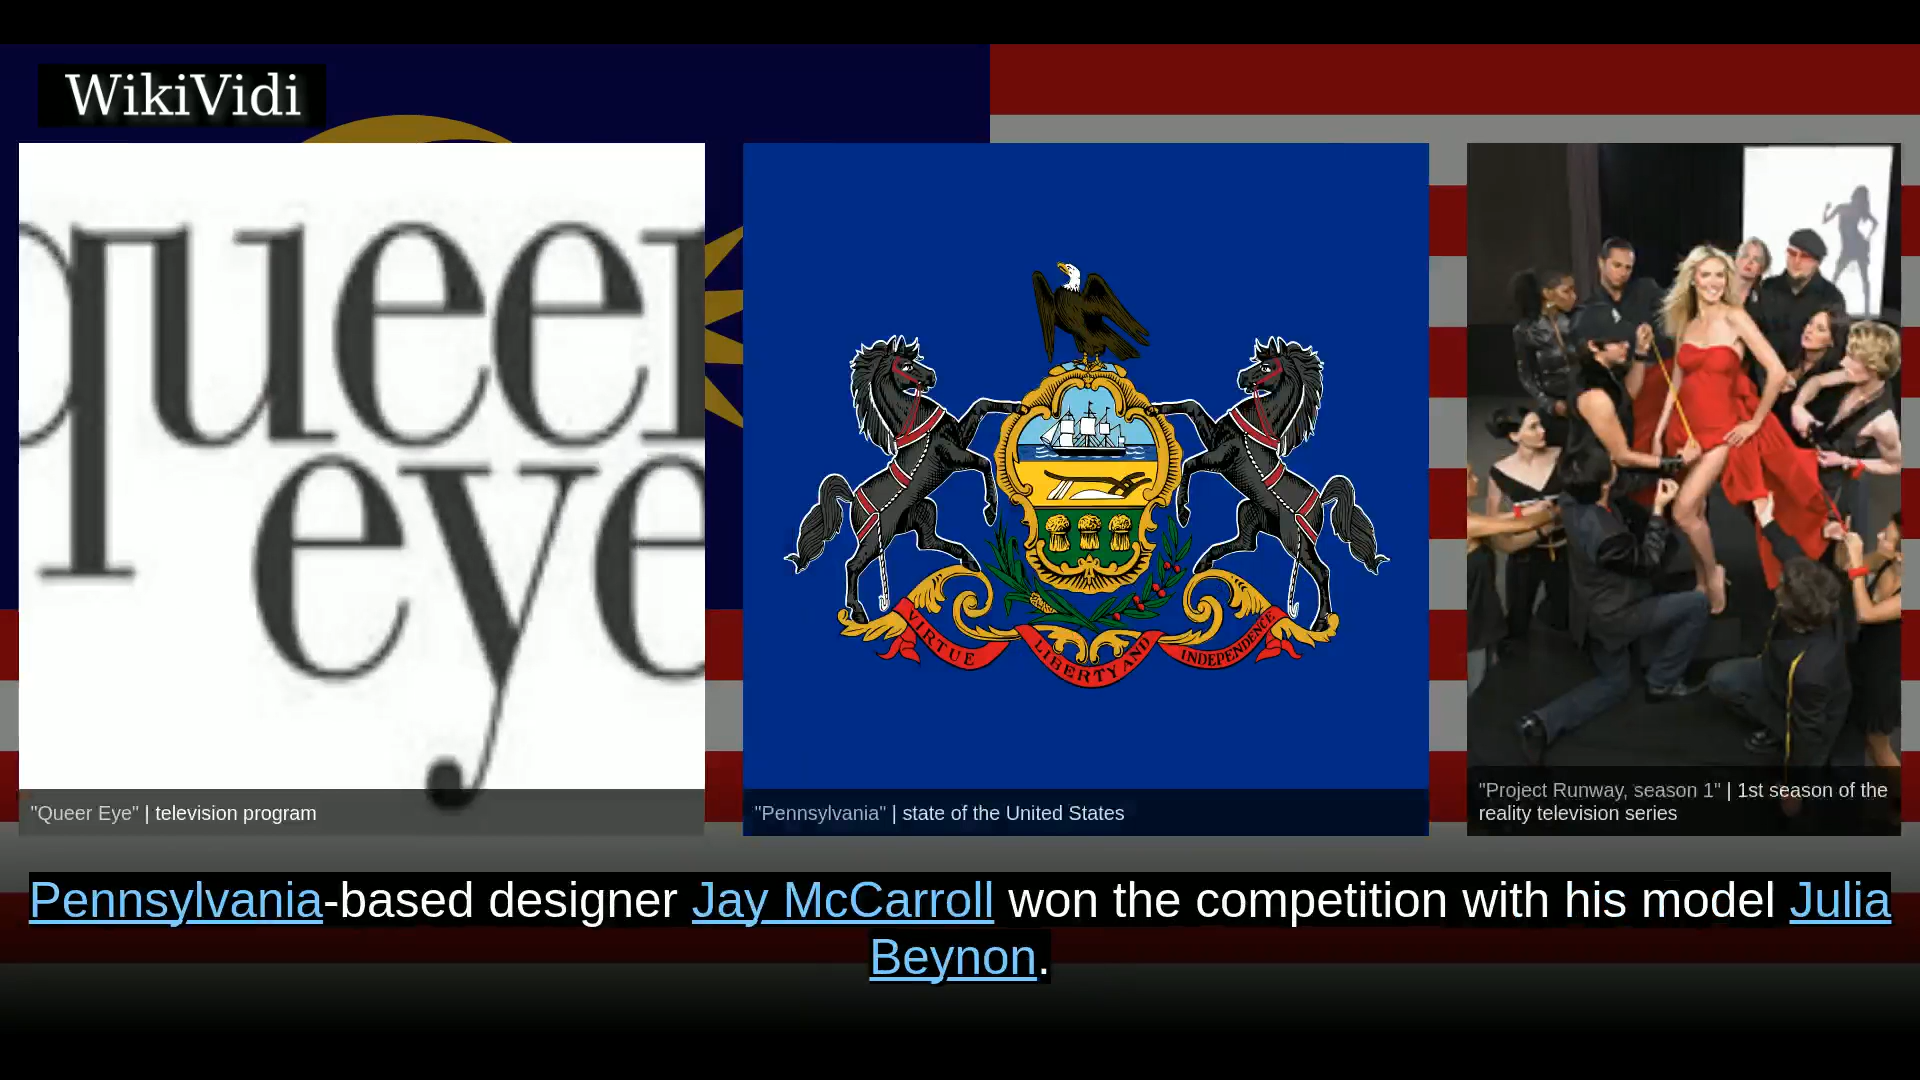 WikiVidi
queer
eye
VIRTUE
LIBERTY AND
INDEPENDENCE
"Queer Eye" | television program
"Pennsylvania" | state of the United States
"Project Runway, season 1" | 1st season of the
reality television series
Pennsylvania-based designer Jay McCarroll won the competition with his model Julia
Beynon.